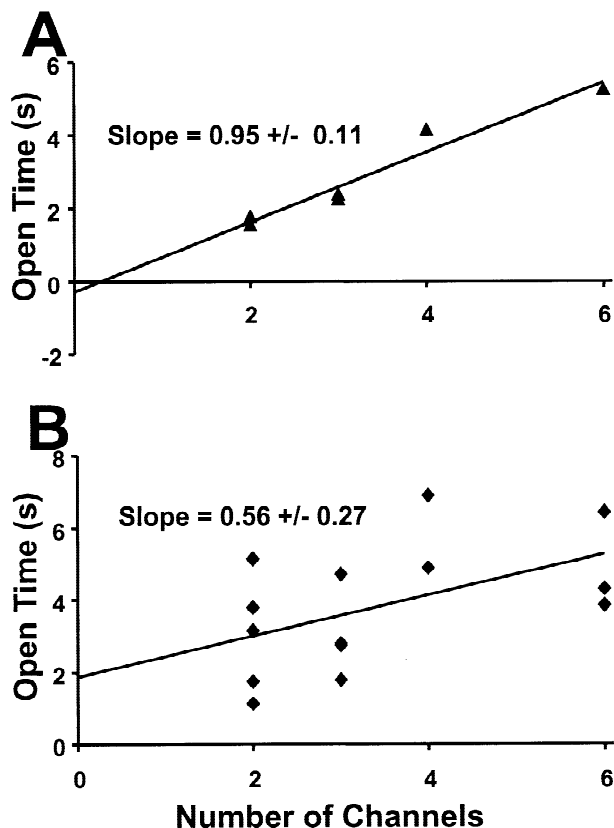 A
6
Slope = 0.95 +/- 0.11
4
2
0
-2
Open Time (s)
2 4 6
B
8
Slope = 0.56 +/- 0.27
6
4
2
0
Open Time (s)
0 2 4 6
Number of Channels